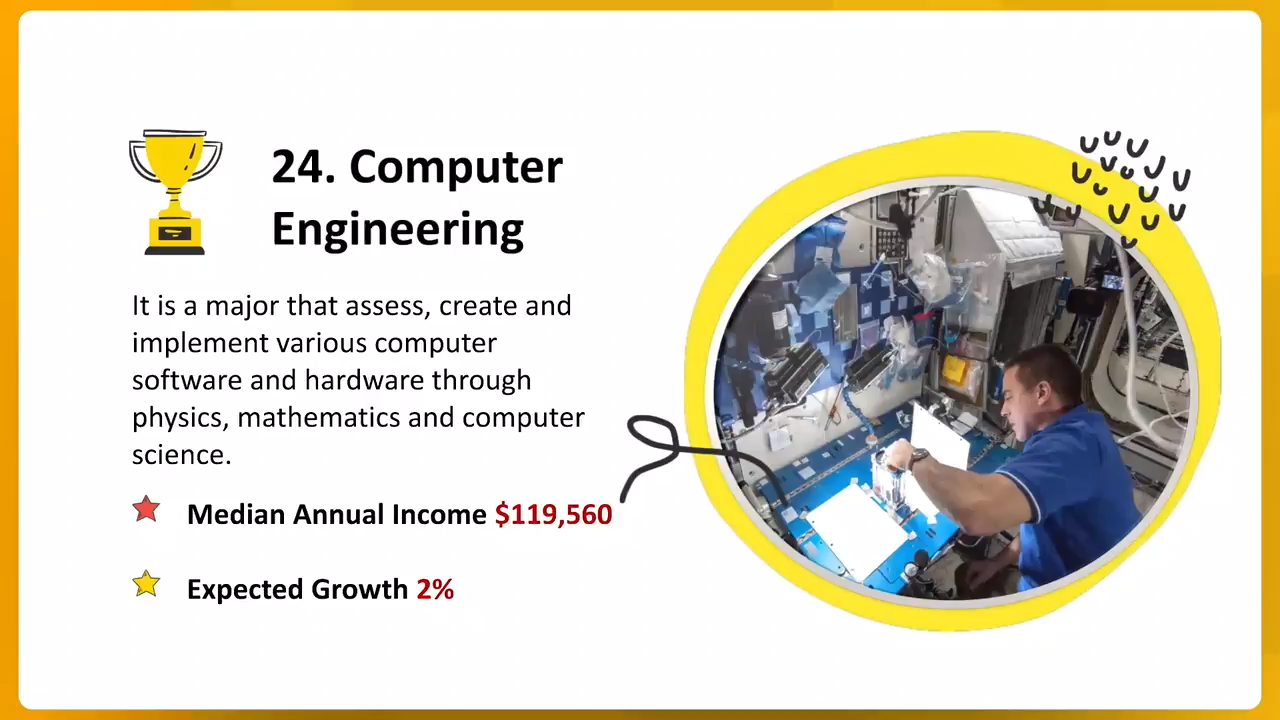 24. Computer
Engineering
It is a major that assess, create and
implement various computer
software and hardware through
physics, mathematics and computer
science.
Median Annual Income $119,560
Expected Growth 2%